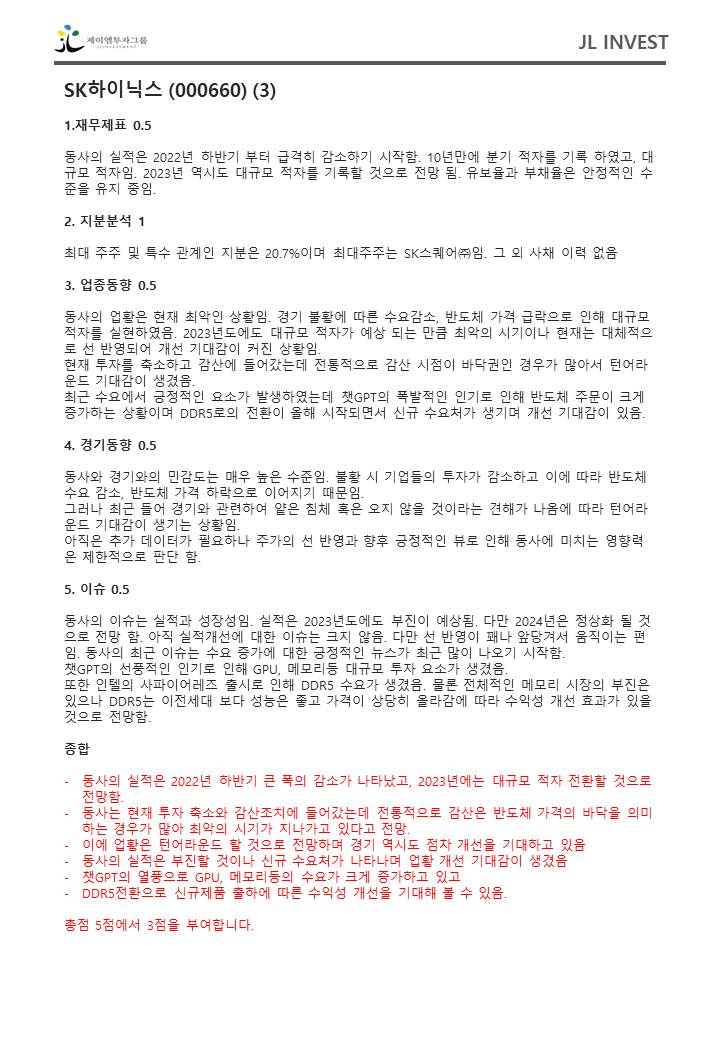 제이엘투자그룹
JLINVESTMENT
JL INVEST
SK하이닉스 (000660) (3)
1.재무제표 0.5
동사의 실적은 2022년 하반기 부터 급격히 감소하기 시작함. 10년만에 분기 적자를 기록 하였고, 대
규모 적자임. 2023년 역시도 대규모 적자를 기록할 것으로 전망 됨. 유보율과 부채율은 안정적인 수
준을 유지 중임.
2. 지분분석 1
최대 주주 및 특수 관계인 지분은 20.7%이며 최대주주는 SK스퀘어㈜임. 그 외 사채 이력 없음
3. 업종동향 0.5
동사의 업황은 현재 최악인 상황임. 경기 불황에 따른 수요감소, 반도체 가격 급락으로 인해 대규모
적자를 실현하였음. 2023년도에도 대규모 적자가 예상 되는 만큼 최악의 시기이나 현재는 대체적으
로 선 반영되어 개선 기대감이 커진 상황임.
현재 투자를 축소하고 감산에 들어갔는데 전통적으로 감산 시점이 바닥권인 경우가 많아서 턴어라
운드 기대감이 생겼음.
최근 수요에서 긍정적인 요소가 발생하였는데 챗GPT의 폭발적인 인기로 인해 반도체 주문이 크게
증가하는 상황이며 DDR5로의 전환이 올해 시작되면서 신규 수요처가 생기며 개선 기대감이 있음.
4. 경기동향 0.5
동사와 경기와의 민감도는 매우 높은 수준임. 불황 시 기업들의 투자가 감소하고 이에 따라 반도체
수요 감소, 반도체 가격 하락으로 이어지기 때문임.
그러나 최근 들어 경기와 관련하여 얕은 침체 혹은 오지 않을 것이라는 견해가 나옴에 따라 턴어라
운드 기대감이 생기는 상황임.
아직은 추가 데이터가 필요하나 주가의 선 반영과 향후 긍정적인 뷰로 인해 동사에 미치는 영향력
은 제한적으로 판단 함.
5. 이슈 0.5
동사의 이슈는 실적과 성장성임. 실적은 2023년도에도 부진이 예상됨. 다만 2024년은 정상화 될 것
으로 전망 함. 아직 실적개선에 대한 이슈는 크지 않음. 다만 선 반영이 꽤나 앞당겨서 움직이는 편
임. 동사의 최근 이슈는 수요 증가에 대한 긍정적인 뉴스가 최근 많이 나오기 시작함.
챗GPT의 선풍적인 인기로 인해 GPU, 메모리등 대규모 투자 요소가 생겼음.
또한 인텔의 사파이어레즈 출시로 인해 DDR5 수요가 생겼음. 물론 전체적인 메모리 시장의 부진은
있으나 DDR5는 이전세대 보다 성능은 좋고 가격이 상당히 올라감에 따라 수익성 개선 효과가 있을
것으로 전망함.
종합
- 동사의 실적은 2022년 하반기 큰 폭의 감소가 나타났고, 2023년에는 대규모 적자 전환할 것으로
전망함.
- 동사는 현재 투자 축소와 감산조치에 들어갔는데 전통적으로 감산은 반도체 가격의 바닥을 의미
하는 경우가 많아 최악의 시기가 지나가고 있다고 전망.
- 이에 업황은 턴어라운드 할 것으로 전망하며 경기 역시도 점차 개선을 기대하고 있음
- 동사의 실적은 부진할 것이나 신규 수요처가 나타나며 업황 개선 기대감이 생겼음
- 챗GPT의 열풍으로 GPU, 메모리등의 수요가 크게 증가하고 있고
- DDR5전환으로 신규제품 출하에 따른 수익성 개선을 기대해 볼 수 있음.
총점 5점에서 3점을 부여합니다.